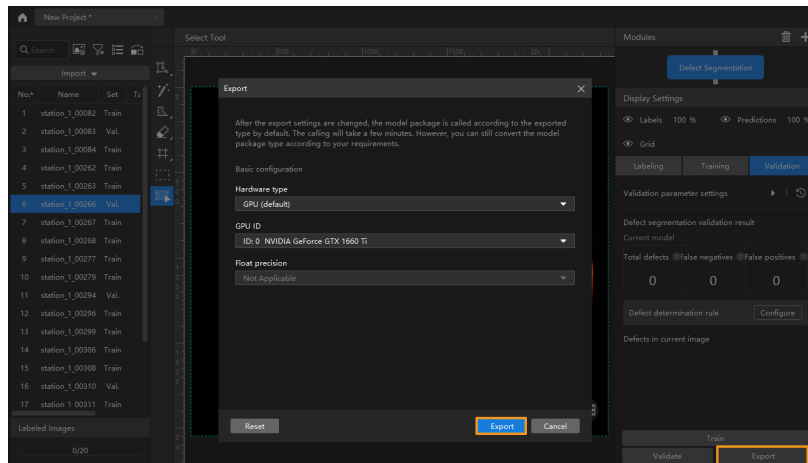 New Project *
Search
Import
No. Name Set Ta
1 station_1_00082 Train
2 station_1_00083 Val.
3 station_1_00084 Train
4 station_1_00262 Train
5 station_1_00263 Train
6 station_1_00266 Val.
7 station_1_00267 Train
8 station_1_00268 Train
9 station_1_00277 Train
10 station_1_00279 Train
11 station_1_00294 Val.
12 station_1_00296 Train
13 station_1_00299 Train
14 station_1_00306 Train
15 station_1_00308 Train
16 station_1_00310 Val.
17 station_1_00311 Train
Labeled Images
0/20
Select Tool
0 500 1000 1500 2k
Export
After the export settings are changed, the model package is called according to the exported
type by default. The calling will take a few minutes. However, you can still convert the model
package type according to your requirements.
Basic configuration
Hardware type
GPU (default)
GPU ID
ID: 0 NVIDIA GeForce GTX 1660 Ti
Float precision
Not Applicable
Reset Export Cancel
Modules
Defect Segmentation
Display Settings
Labels 100 % Predictions 100 %
Grid
Labeling Training Validation
Validation parameter settings
Defect segmentation validation result
Current model
Total defects False negatives False positives
0 0 0
Defect determination rule Configure
Defects in current image
Train
Validate Export